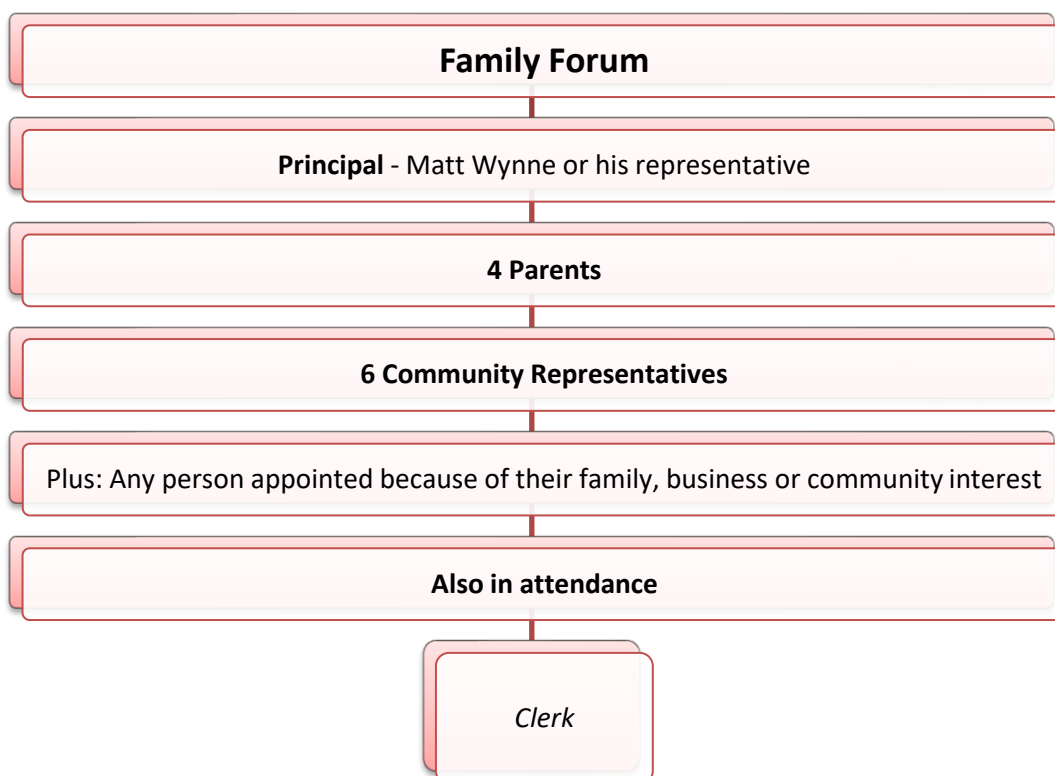 Family Forum
Principal - Matt Wynne or his representative
4 Parents
6 Community Representatives
Plus: Any person appointed because of their family, business or community interest
Also in attendance
Clerk